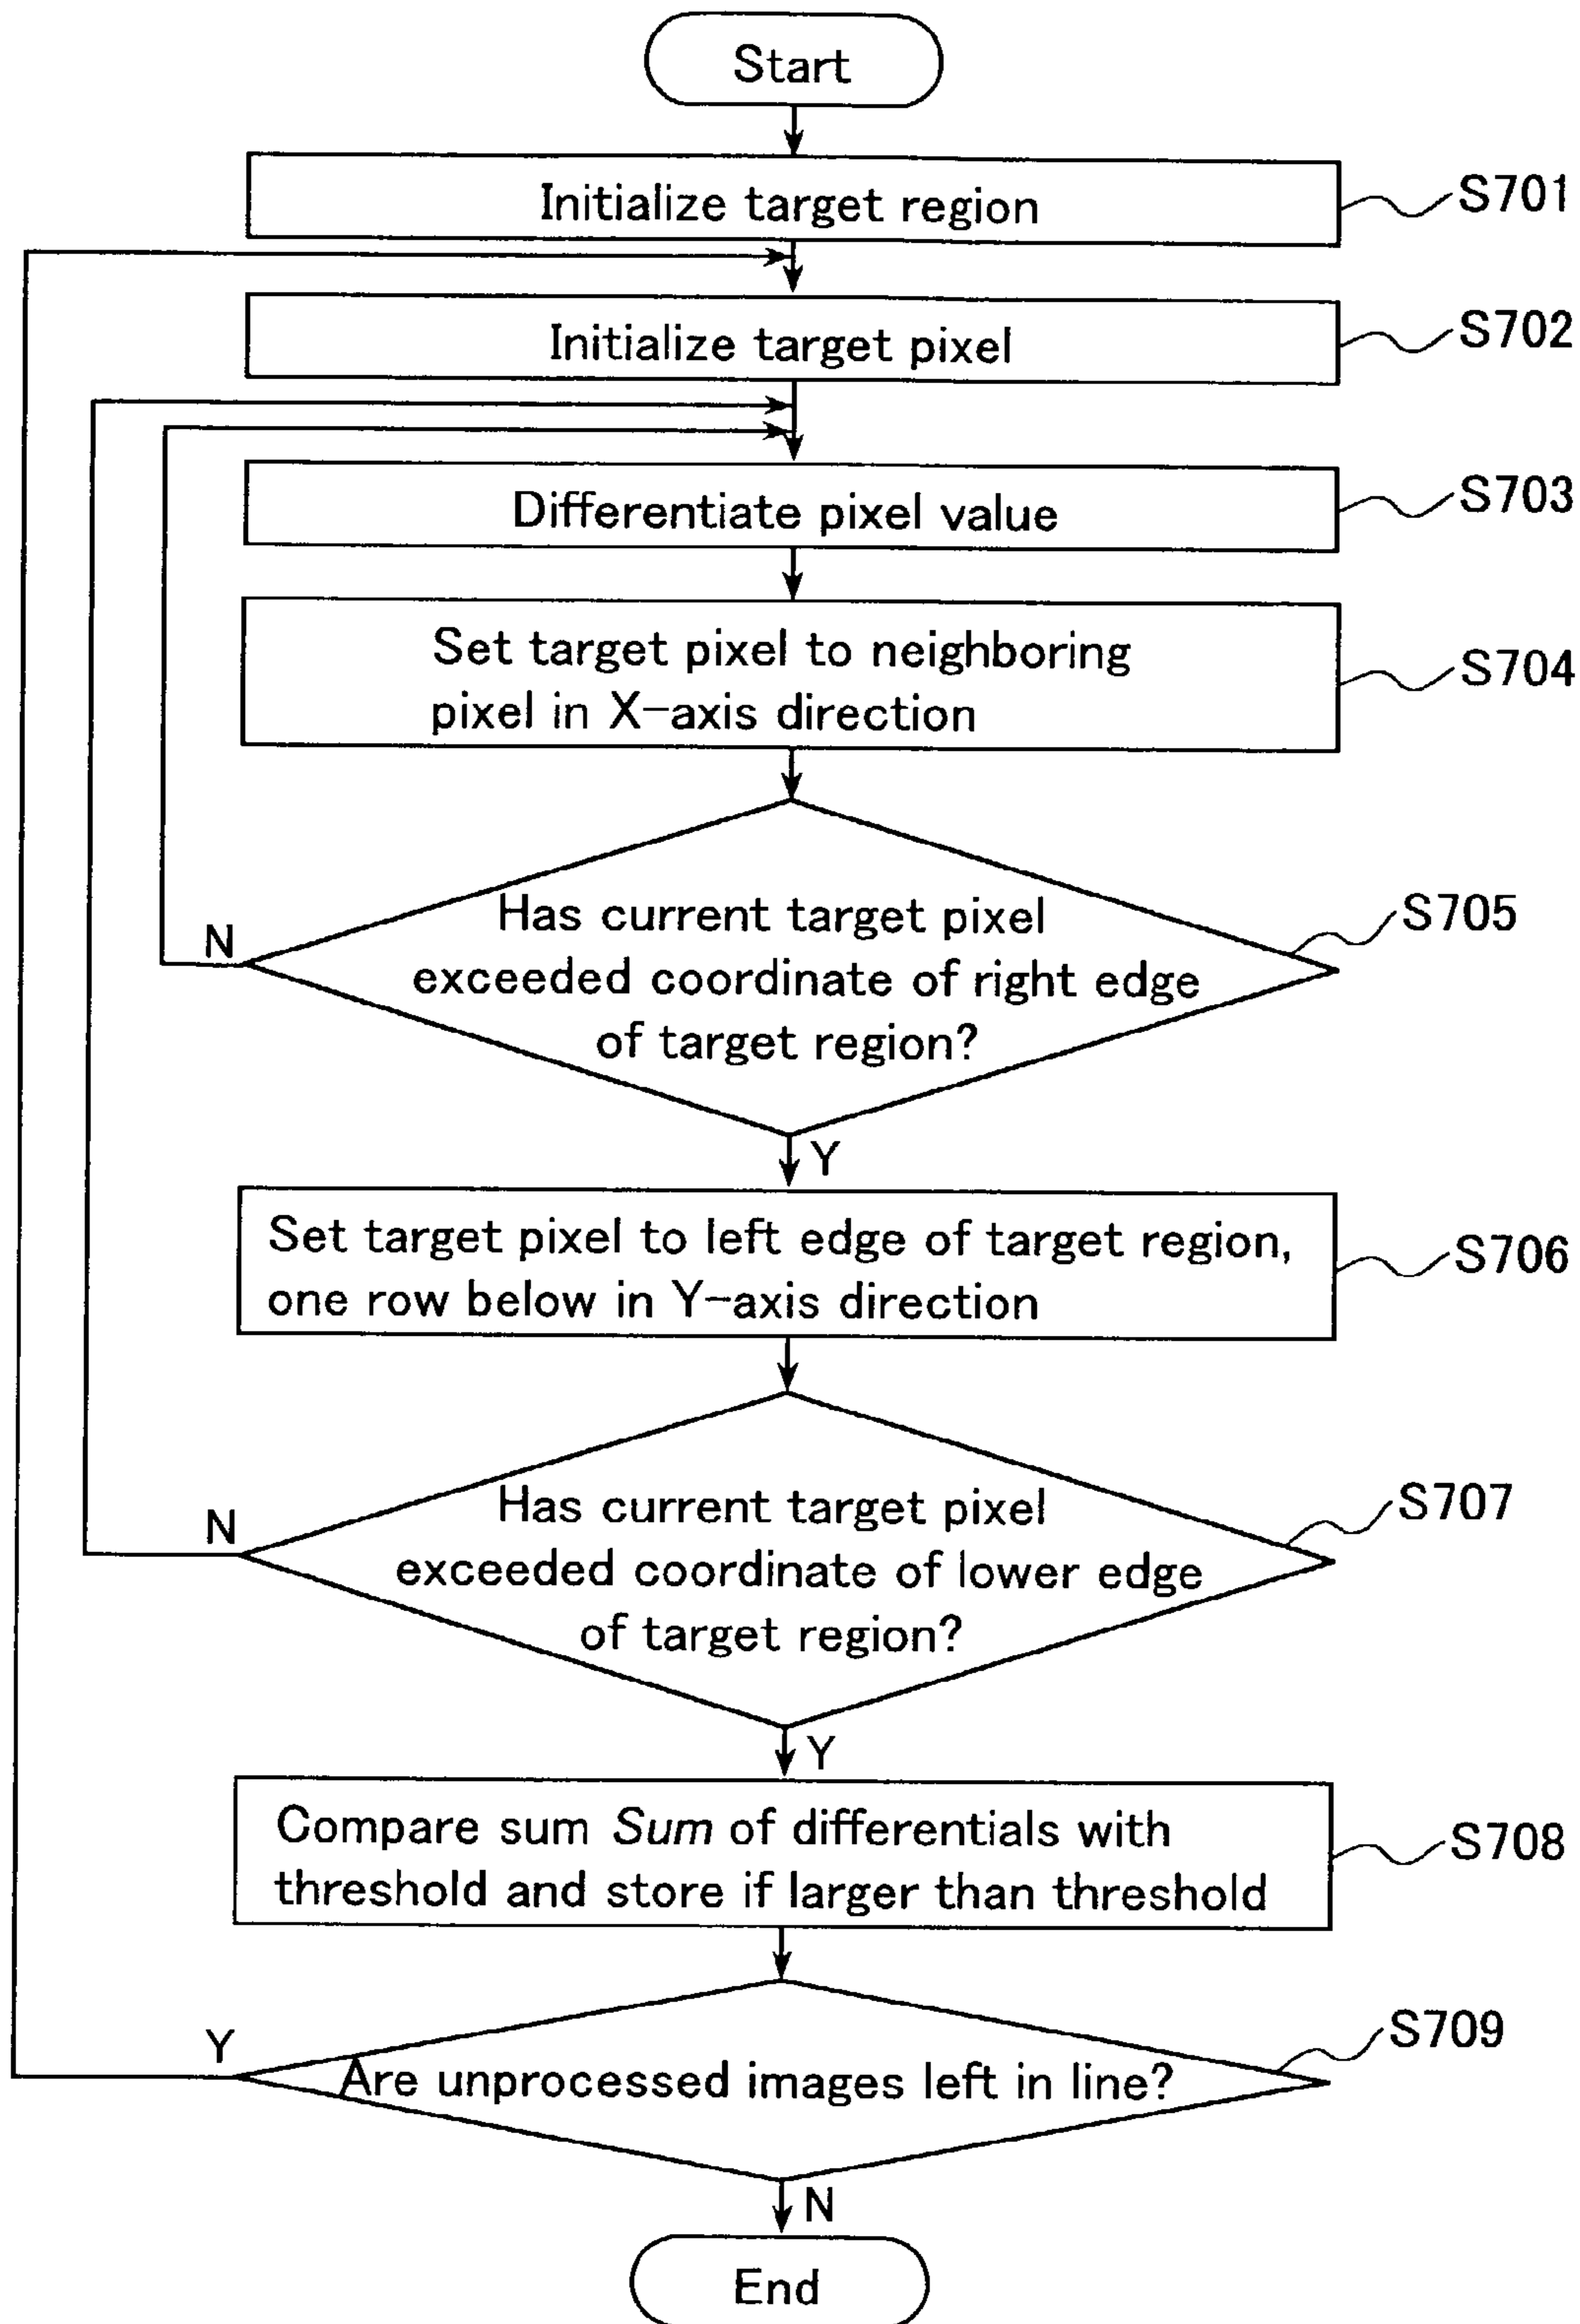 Start
Initialize target region
S701
Initialize target pixel
S702
Differentiate pixel value
S703
Set target pixel to neighboring
pixel in X-axis direction
S704
Has current target pixel
exceeded coordinate of right edge
of target region?
S705
N
Y
Set target pixel to left edge of target region,
one row below in Y-axis direction
S706
Has current target pixel
exceeded coordinate of lower edge
of target region?
S707
N
Y
Compare sum Sum of differentials with
threshold and store if larger than threshold
S708
Are unprocessed images left in line?
S709
Y
N
End